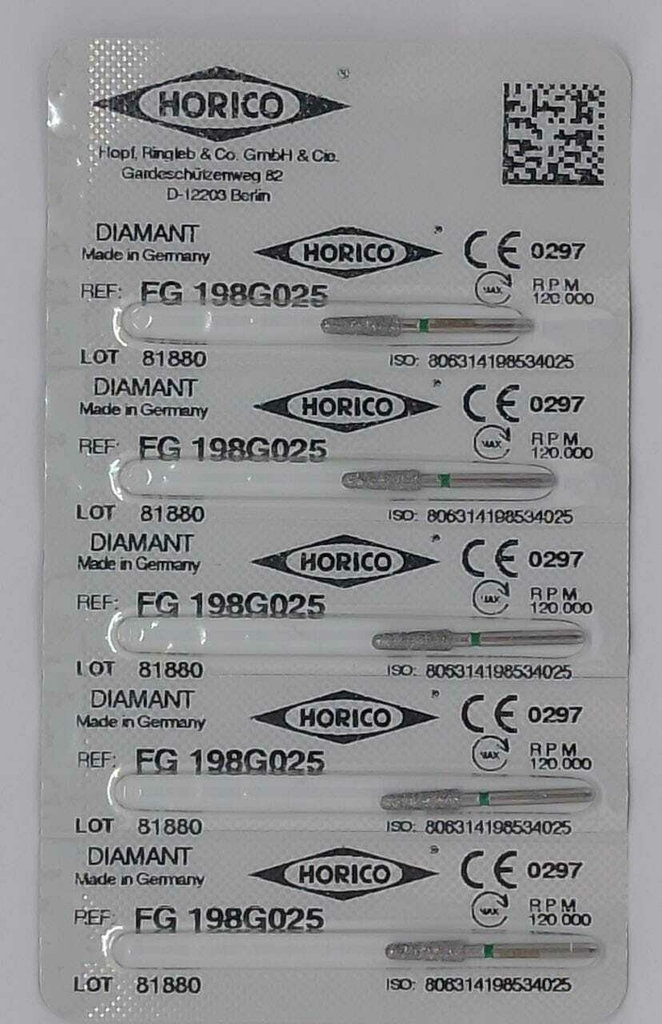 HORICO ®
Hopf, Ringleb & Co. GmbH & Cie.
Gardeschützenweg 82
D-12203 Berlin
DIAMANT
Made in Germany
HORICO ®
CE 0297
REF: FG 198G025
MAX
RPM
120.000
LOT 81880
ISO: 806314198534025
DIAMANT
Made in Germany
HORICO ®
CE 0297
REF: FG 198G025
MAX
RPM
120.000
LOT 81880
ISO: 806314198534025
DIAMANT
Made in Germany
HORICO ®
CE 0297
REF: FG 198G025
MAX
RPM
120.000
LOT 81880
ISO: 806314198534025
DIAMANT
Made in Germany
HORICO ®
CE 0297
REF: FG 198G025
MAX
RPM
120.000
LOT 81880
ISO: 806314198534025
DIAMANT
Made in Germany
HORICO ®
CE 0297
REF: FG 198G025
MAX
RPM
120.000
LOT 81880
ISO: 806314198534025